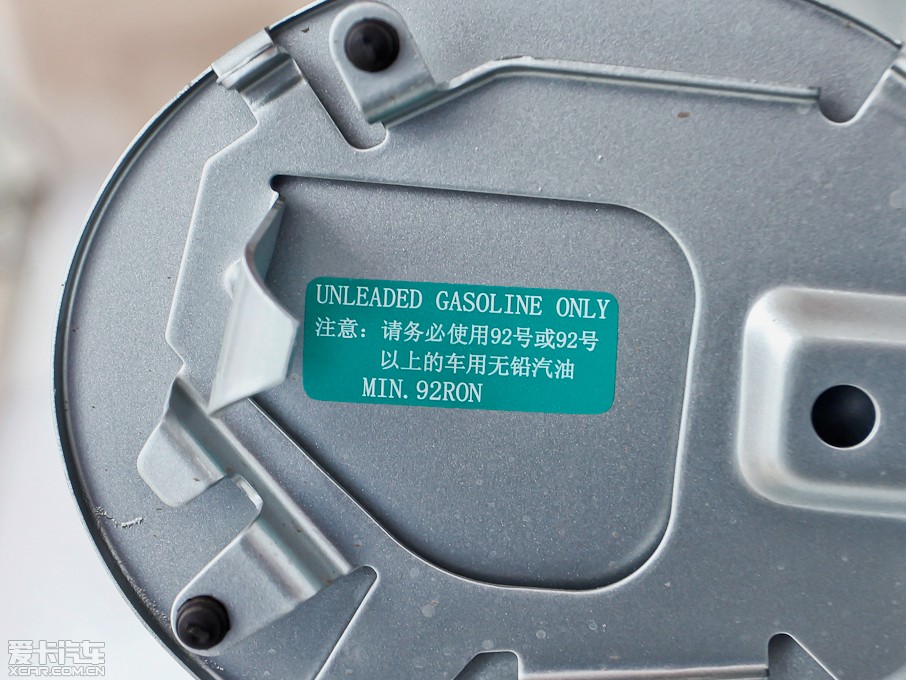 UNLEADED GASOLINE ONLY
注意：请务必使用92号或92号
以上的车用无铅汽油
MIN. 92RON
爱卡汽车
XCAR.COM.CN